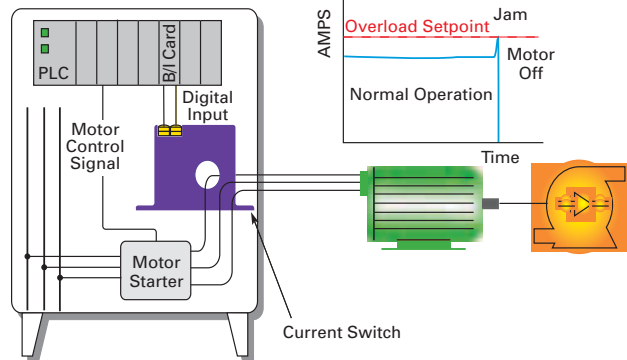 PLC
B/I Card
Digital
Input
Motor
Control
Signal
Motor
Starter
Current Switch
AMPS
Overload Setpoint
Jam
Motor
Off
Normal Operation
Time